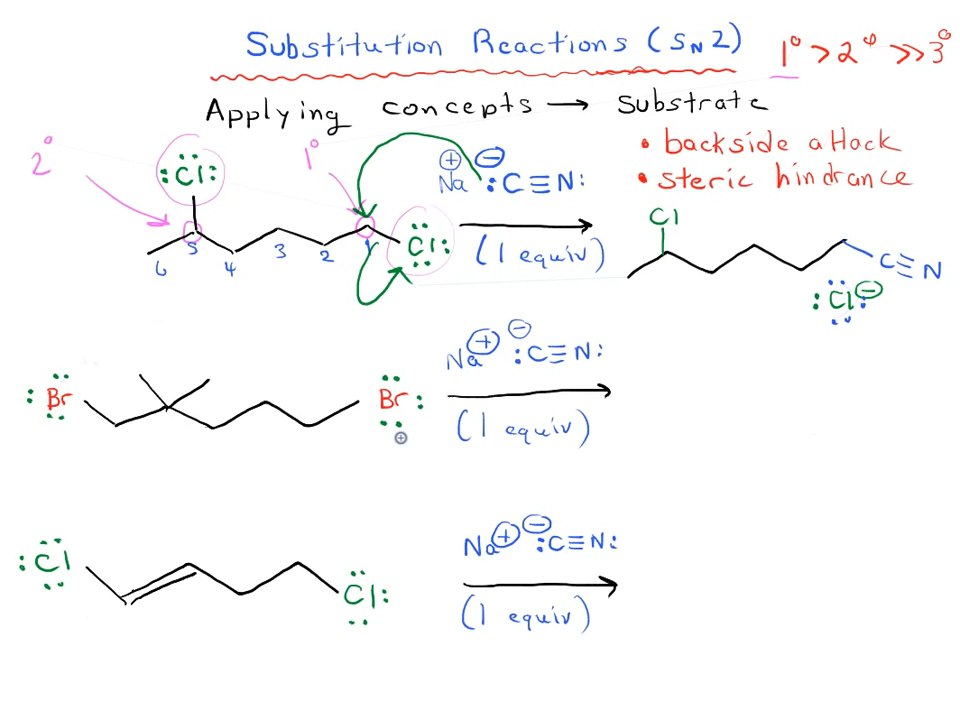 Substitution Reactions (SN2)
1° > 2° >> 3°
Applying concepts → Substrate
• backside attack
• steric hindrance
2°
1°
:Cl:
Na⊕ ⊖:C≡N:
(1 equiv)
Cl:
6 5 4 3 2 1
Cl
C≡N
:Cl:⊖
:Br
Br:
Na⊕ ⊖:C≡N:
(1 equiv)
:Cl
Cl:
Na⊕ ⊖:C≡N:
(1 equiv)